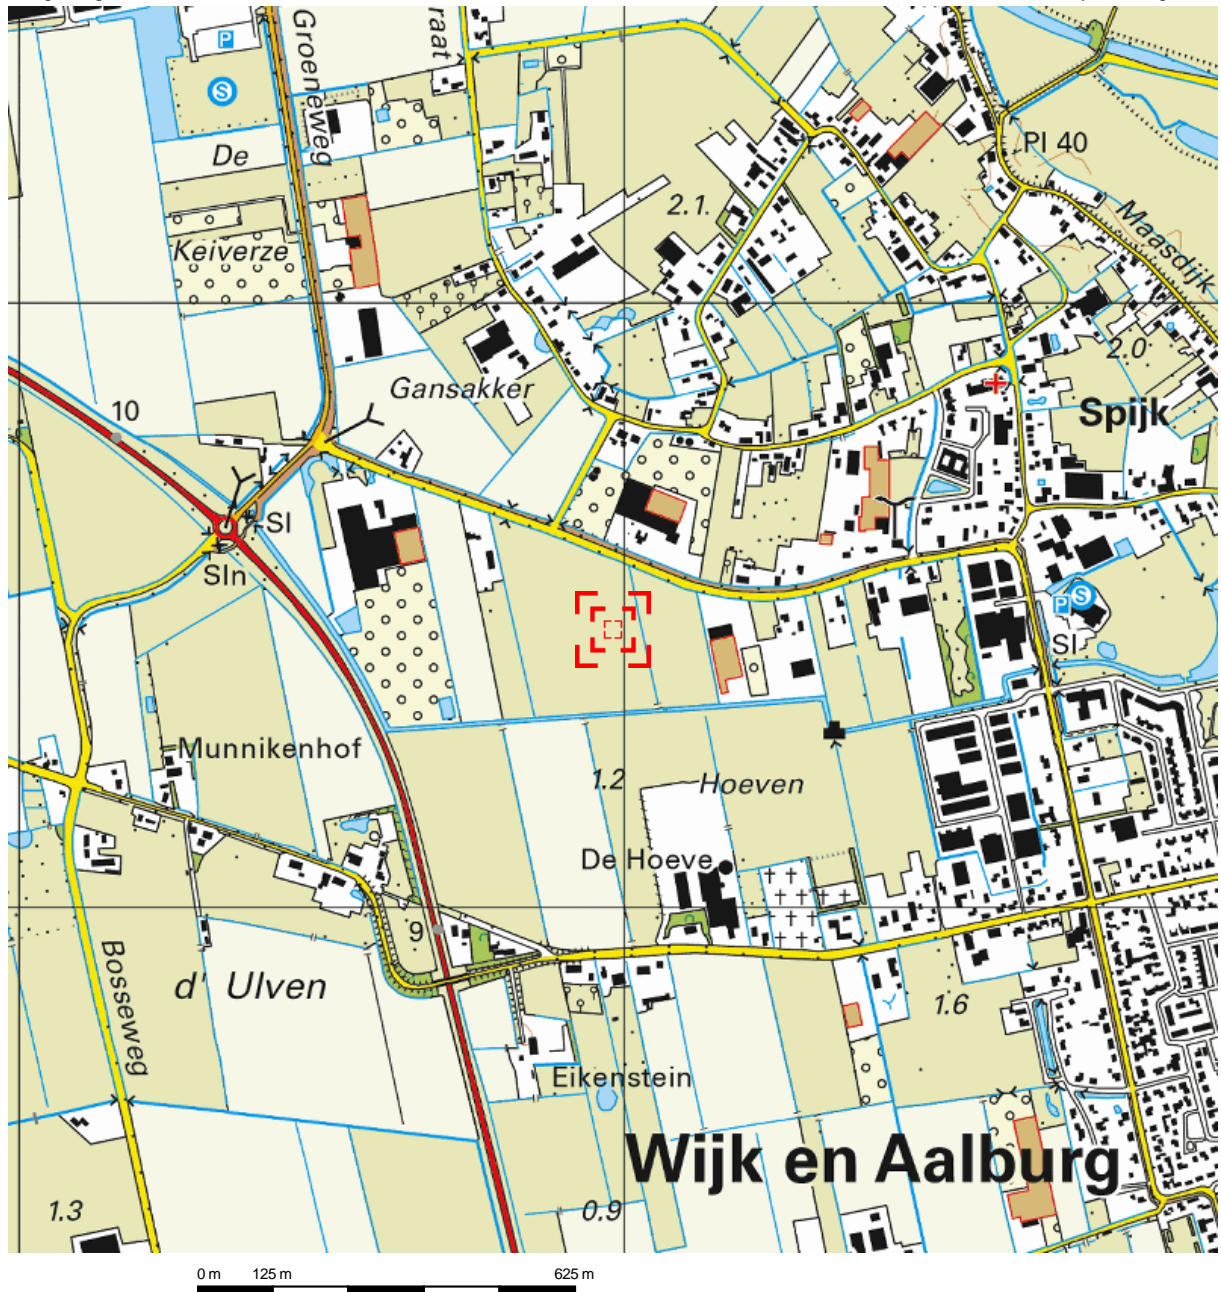 Groeneweg
raat
P
S
De
Keiverze
2.1.
Pl 40
Maasdijk
Gansakker
2.0
10
Spijk
Sl
Sln
P
S
Sl
Munnikenhof
1.2
Hoeven
De Hoeve
9
d' Ulven
Bosseweg
1.6
Eikenstein
Wijk en Aalburg
1.3
0.9
0 m 125 m 625 m